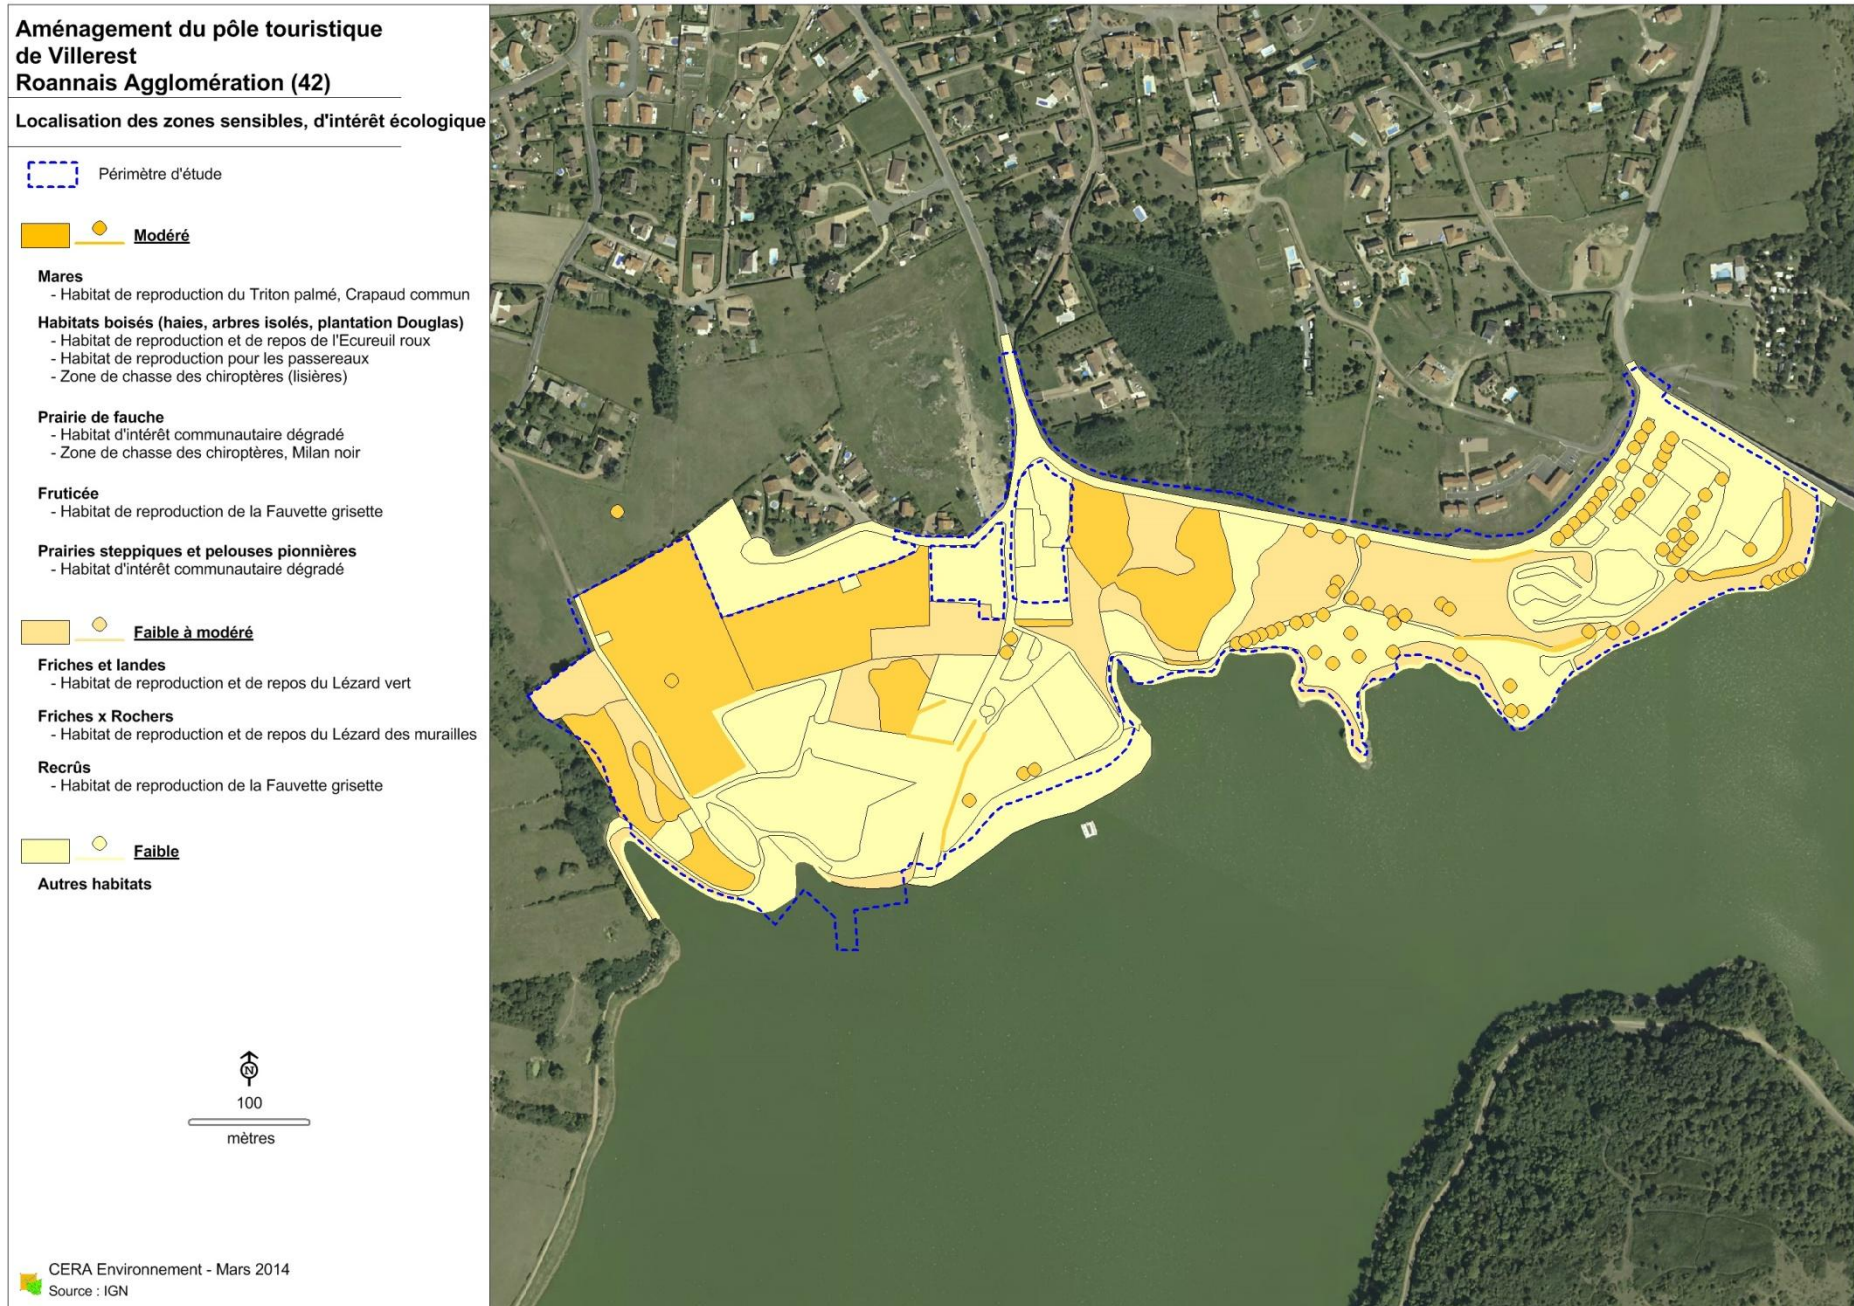 Aménagement du pôle touristique
de Villerest
Roannais Agglomération (42)
Localisation des zones sensibles, d'intérêt écologique
Périmètre d'étude
Modéré
Mares
- Habitat de reproduction du Triton palmé, Crapaud commun
Habitats boisés (haies, arbres isolés, plantation Douglas)
- Habitat de reproduction et de repos de l'Ecureuil roux
- Habitat de reproduction pour les passereaux
- Zone de chasse des chiroptères (lisières)
Prairie de fauche
- Habitat d'intérêt communautaire dégradé
- Zone de chasse des chiroptères, Milan noir
Fruticée
- Habitat de reproduction de la Fauvette grisette
Prairies steppiques et pelouses pionnières
- Habitat d'intérêt communautaire dégradé
Faible à modéré
Friches et landes
- Habitat de reproduction et de repos du Lézard vert
Friches x Rochers
- Habitat de reproduction et de repos du Lézard des murailles
Recrûs
- Habitat de reproduction de la Fauvette grisette
Faible
Autres habitats
N
100
mètres
CERA Environnement - Mars 2014
Source : IGN